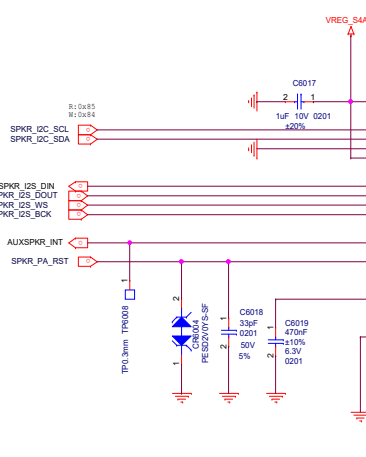 VREG_S4A
C6017
2 1
1uF 10V 0201
±20%
R:0x85
W:0x84
SPKR_I2C_SCL
SPKR_I2C_SDA
SPKR_I2S_DIN
SPKR_I2S_DOUT
SPKR_I2S_WS
SPKR_I2S_BCK
AUXSPKR_INT
SPKR_PA_RST
1
TP0.3mm TP6008
2
1
CR6004
PESD2V0YS-SF
1
2
C6018
33pF
0201
50V
5%
1
2
C6019
470nF
±10%
6.3V
0201